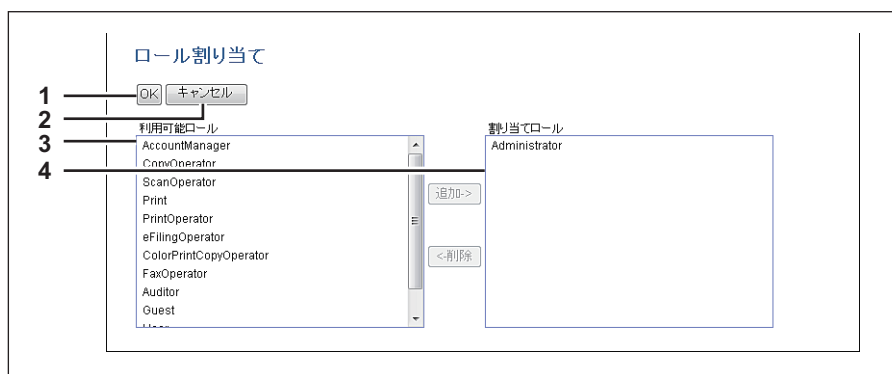 ロール割り当て
1
OK キャンセル
2
利用可能ロール 割り当てロール
3
AccountManager Administrator
CopyOperator
4
ScanOperator
追加->
Print
PrintOperator
eFilingOperator
ColorPrintCopyOperator
<-削除
FaxOperator
Auditor
Guest
User